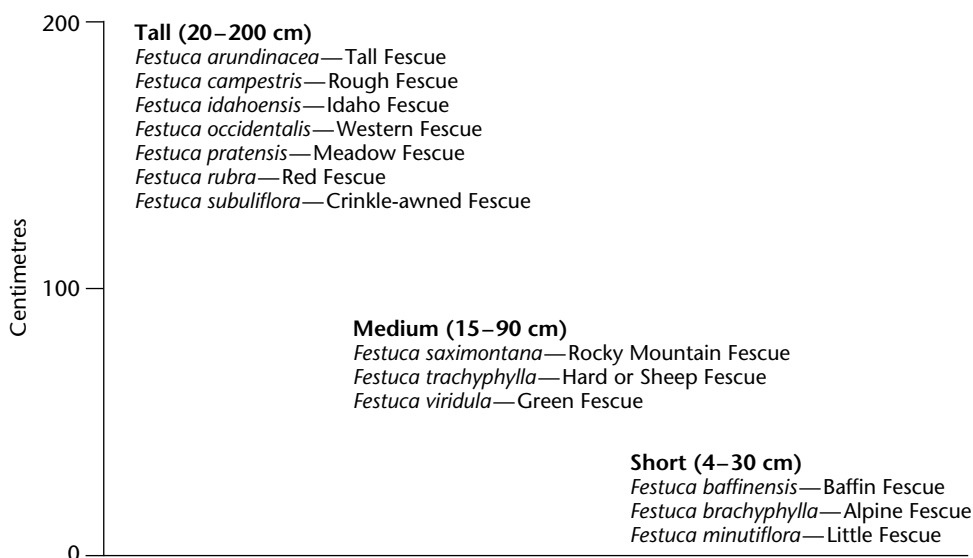 200
Tall (20–200 cm)
Festuca arundinacea—Tall Fescue
Festuca campestris—Rough Fescue
Festuca idahoensis—Idaho Fescue
Festuca occidentalis—Western Fescue
Festuca pratensis—Meadow Fescue
Festuca rubra—Red Fescue
Festuca subuliflora—Crinkle-awned Fescue
Centimetres
100
Medium (15–90 cm)
Festuca saximontana—Rocky Mountain Fescue
Festuca trachyphylla—Hard or Sheep Fescue
Festuca viridula—Green Fescue
Short (4–30 cm)
Festuca baffinensis—Baffin Fescue
Festuca brachyphylla—Alpine Fescue
Festuca minutiflora—Little Fescue
0